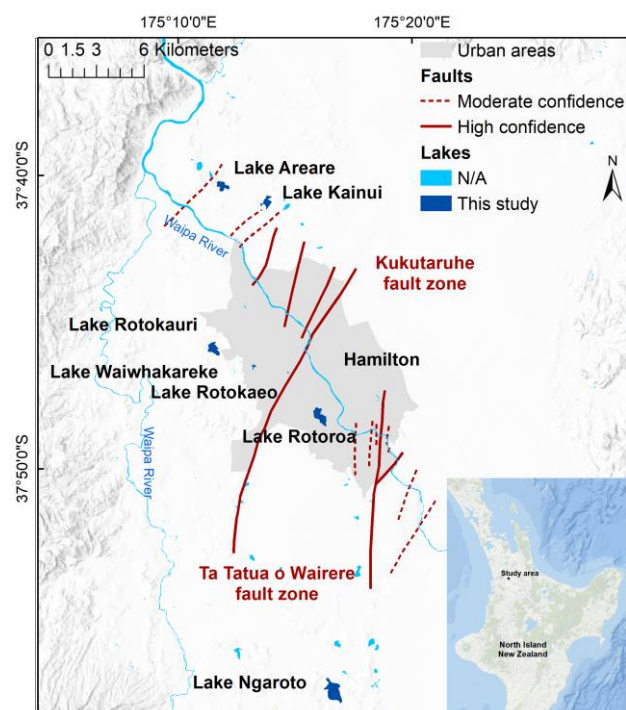 175°10'0"E
175°20'0"E
0 1.5 3 6 Kilometers
Urban areas
Faults
Moderate confidence
High confidence
Lakes
N/A
This study
N
37°40'0"S
Lake Areare
Lake Kainui
Waipa River
Kukutaruhe
fault zone
Lake Rotokauri
Hamilton
Lake Waiwhakareke
Lake Rotokaeo
Lake Rotoroa
Waipa River
37°50'0"S
Ta Tatua o Wairere
fault zone
Study area
North Island
New Zealand
Lake Ngaroto